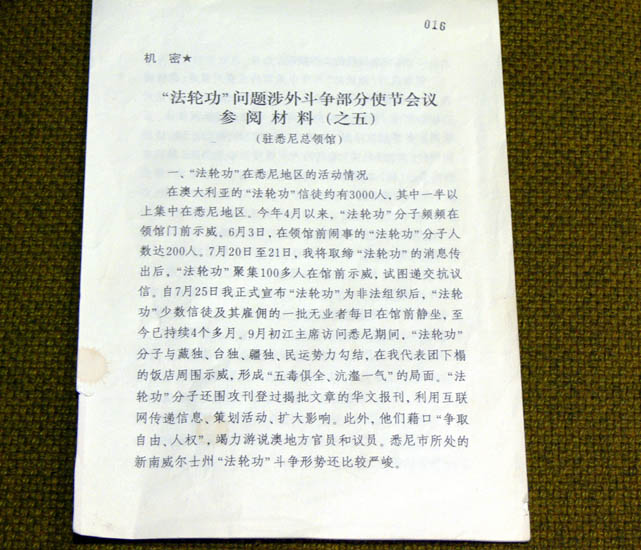 016
机 密★
“法轮功”问题涉外斗争部分使节会议
参 阅 材 料（之五）
（驻悉尼总领馆）
一、“法轮功”在悉尼地区的活动情况
在澳大利亚的“法轮功”信徒约有3000人，其中一半以
上集中在悉尼地区。今年4月以来，“法轮功”分子频频在
领馆门前示威。6月3日，在领馆前闹事的“法轮功”分子人
数达200人。7月20日至21日，我将取缔“法轮功”的消息传
出后，“法轮功”聚集100多人在馆前示威，试图递交抗议
信。自7月25日我正式宣布“法轮功”为非法组织后，“法轮
功”少数信徒及其雇佣的一批无业者每日在馆前静坐，至
今已持续4个多月。9月初江主席访问悉尼期间，“法轮功”
分子与藏独、台独、疆独、民运势力勾结，在我代表团下榻
的饭店周围示威，形成“五毒俱全、沆瀣一气”的局面。“法
轮功”分子还围攻刊登过揭批文章的华文报刊，利用互联
网传递信息、策划活动、扩大影响。此外，他们藉口“争取
自由、人权”，竭力游说澳地方官员和议员。悉尼市所处的
新南威尔士州“法轮功”斗争形势还比较严峻。